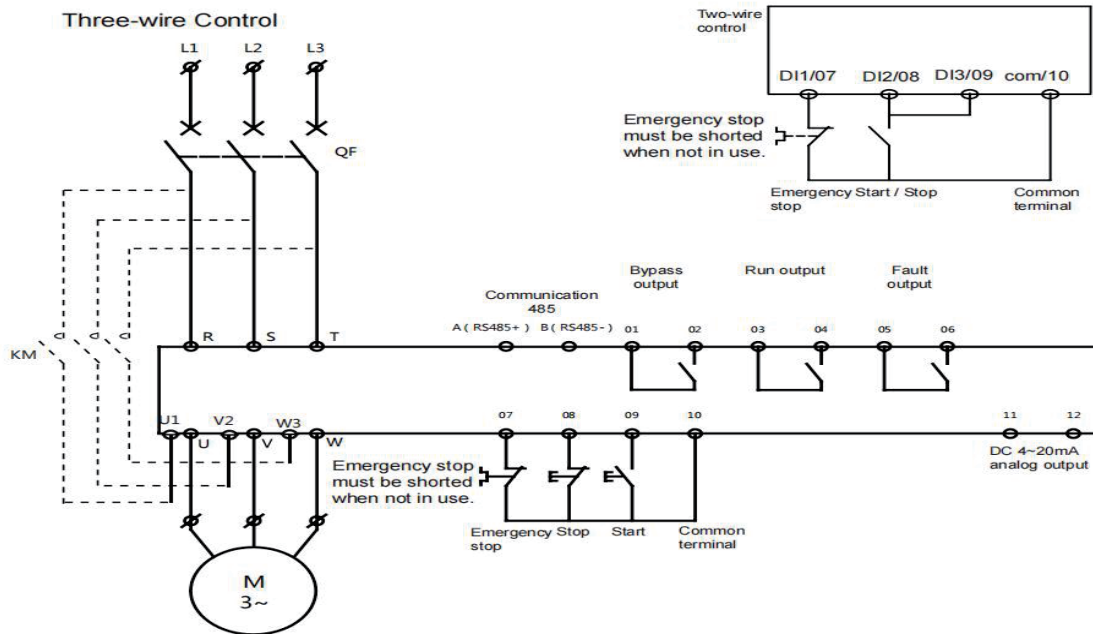 Three-wire Control
L1 L2 L3
QF
Two-wire
control
DI1/07 DI2/08 DI3/09 com/10
Emergency stop
must be shorted
when not in use.
Emergency Start / Stop
stop
Common
terminal
Bypass
output
Run output
Fault
output
Communication
485
A ( RS485+ ) B ( RS485- ) 01 02 03 04 05 06
R S T
KM
U1 V2 W3
U V W
07 08 09 10 11 12
DC 4~20mA
analog output
Emergency stop
must be shorted
when not in use.
Emergency Stop Start Common
stop terminal
M
3~